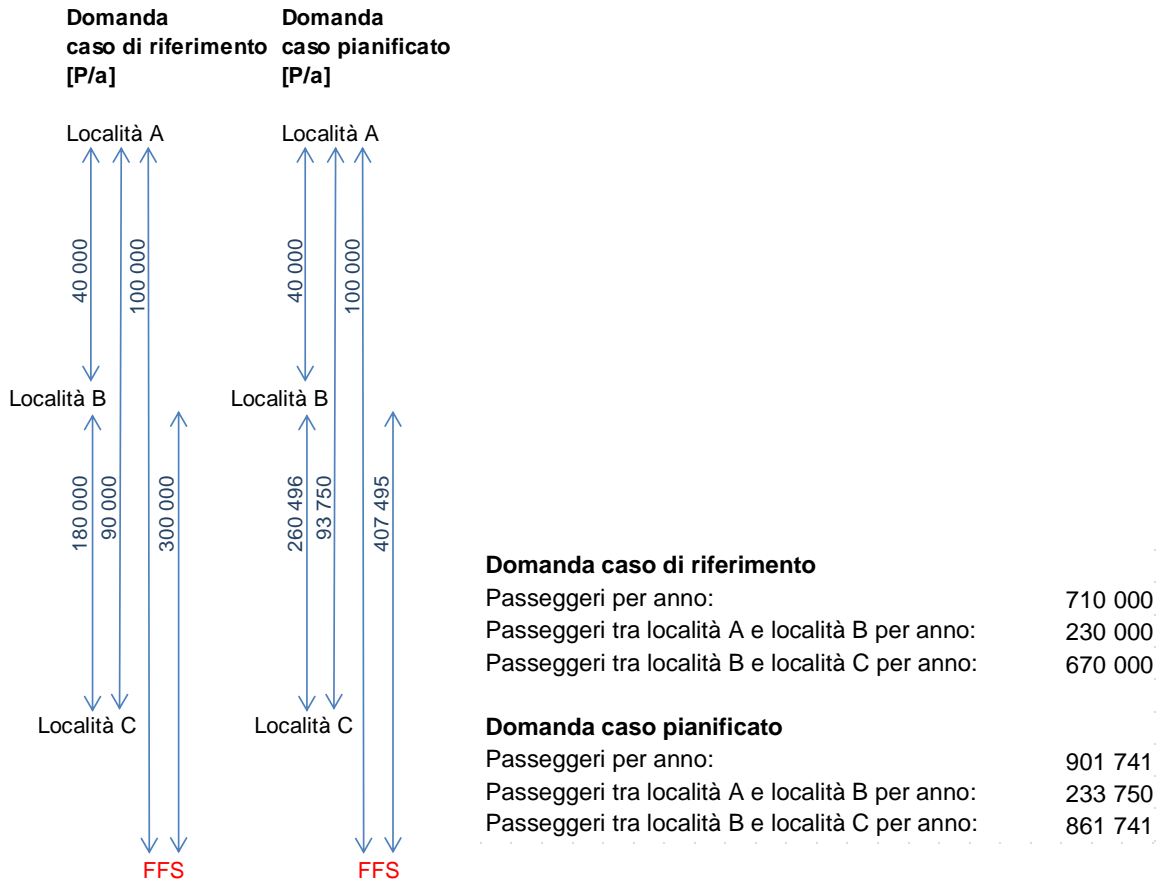 Domanda
caso di riferimento
[P/a]
Domanda
caso pianificato
[P/a]
Località A
Località A
40 000
100 000
40 000
100 000
Località B
Località B
180 000
90 000
300 000
260 496
93 750
407 495
Località C
Località C
FFS
FFS
Domanda caso di riferimento
Passeggeri per anno: 710 000
Passeggeri tra località A e località B per anno: 230 000
Passeggeri tra località B e località C per anno: 670 000
Domanda caso pianificato
Passeggeri per anno: 901 741
Passeggeri tra località A e località B per anno: 233 750
Passeggeri tra località B e località C per anno: 861 741